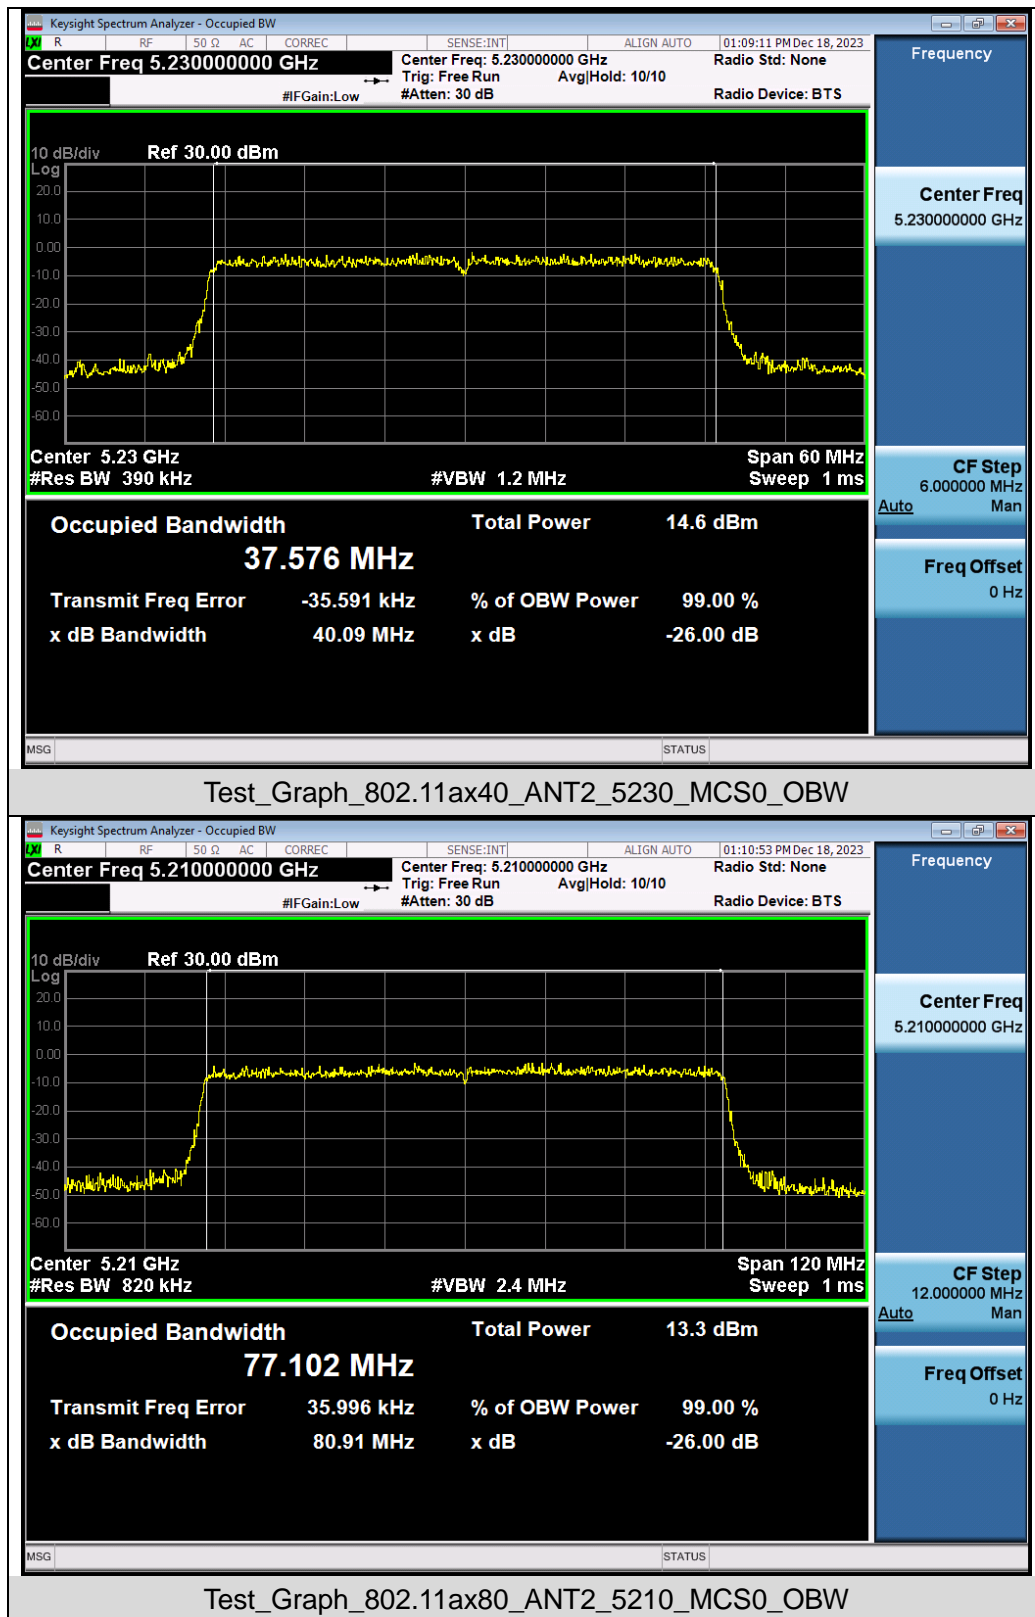 Keysight Spectrum Analyzer - Occupied BW
LXI R RF 50 Ω AC CORREC SENSE:INT ALIGN AUTO 01:09:11 PM Dec 18, 2023
Center Freq 5.230000000 GHz
Center Freq: 5.230000000 GHz
Radio Std: None
Trig: Free Run Avg|Hold: 10/10
#IFGain:Low
#Atten: 30 dB
Radio Device: BTS
Frequency
10 dB/div Ref 30.00 dBm
Log
20.0
10.0
0.00
-10.0
-20.0
-30.0
-40.0
-50.0
-60.0
Center Freq
5.230000000 GHz
Center 5.23 GHz Span 60 MHz
#Res BW 390 kHz #VBW 1.2 MHz Sweep 1 ms
CF Step
6.000000 MHz
Auto Man
Freq Offset
0 Hz
Occupied Bandwidth Total Power 14.6 dBm
37.576 MHz
Transmit Freq Error -35.591 kHz % of OBW Power 99.00 %
x dB Bandwidth 40.09 MHz x dB -26.00 dB
MSG STATUS
Test_Graph_802.11ax40_ANT2_5230_MCS0_OBW
Keysight Spectrum Analyzer - Occupied BW
LXI R RF 50 Ω AC CORREC SENSE:INT ALIGN AUTO 01:10:53 PM Dec 18, 2023
Center Freq 5.210000000 GHz
Center Freq: 5.210000000 GHz
Radio Std: None
Trig: Free Run Avg|Hold: 10/10
#IFGain:Low
#Atten: 30 dB
Radio Device: BTS
Frequency
10 dB/div Ref 30.00 dBm
Log
20.0
10.0
0.00
-10.0
-20.0
-30.0
-40.0
-50.0
-60.0
Center Freq
5.210000000 GHz
Center 5.21 GHz Span 120 MHz
#Res BW 820 kHz #VBW 2.4 MHz Sweep 1 ms
CF Step
12.000000 MHz
Auto Man
Freq Offset
0 Hz
Occupied Bandwidth Total Power 13.3 dBm
77.102 MHz
Transmit Freq Error 35.996 kHz % of OBW Power 99.00 %
x dB Bandwidth 80.91 MHz x dB -26.00 dB
MSG STATUS
Test_Graph_802.11ax80_ANT2_5210_MCS0_OBW